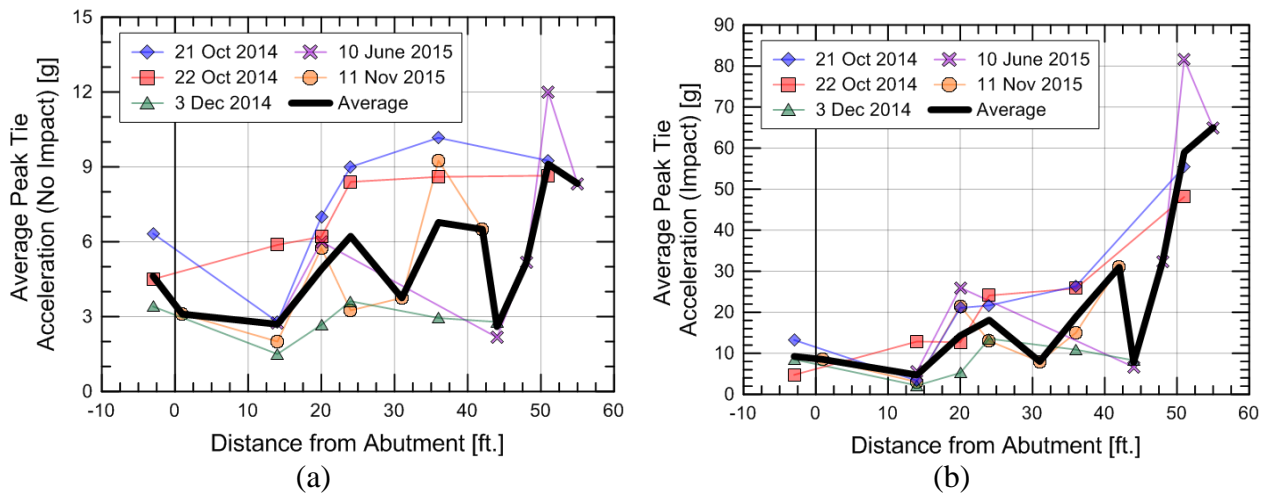 15
12
9
6
3
0
-10 0 10 20 30 40 50 60
Average Peak Tie
Acceleration (No Impact) [g]
Distance from Abutment [ft.]
21 Oct 2014
22 Oct 2014
3 Dec 2014
10 June 2015
11 Nov 2015
Average
(a)
90
80
70
60
50
40
30
20
10
0
-10 0 10 20 30 40 50 60
Average Peak Tie
Acceleration (Impact) [g]
Distance from Abutment [ft.]
21 Oct 2014
22 Oct 2014
3 Dec 2014
10 June 2015
11 Nov 2015
Average
(b)